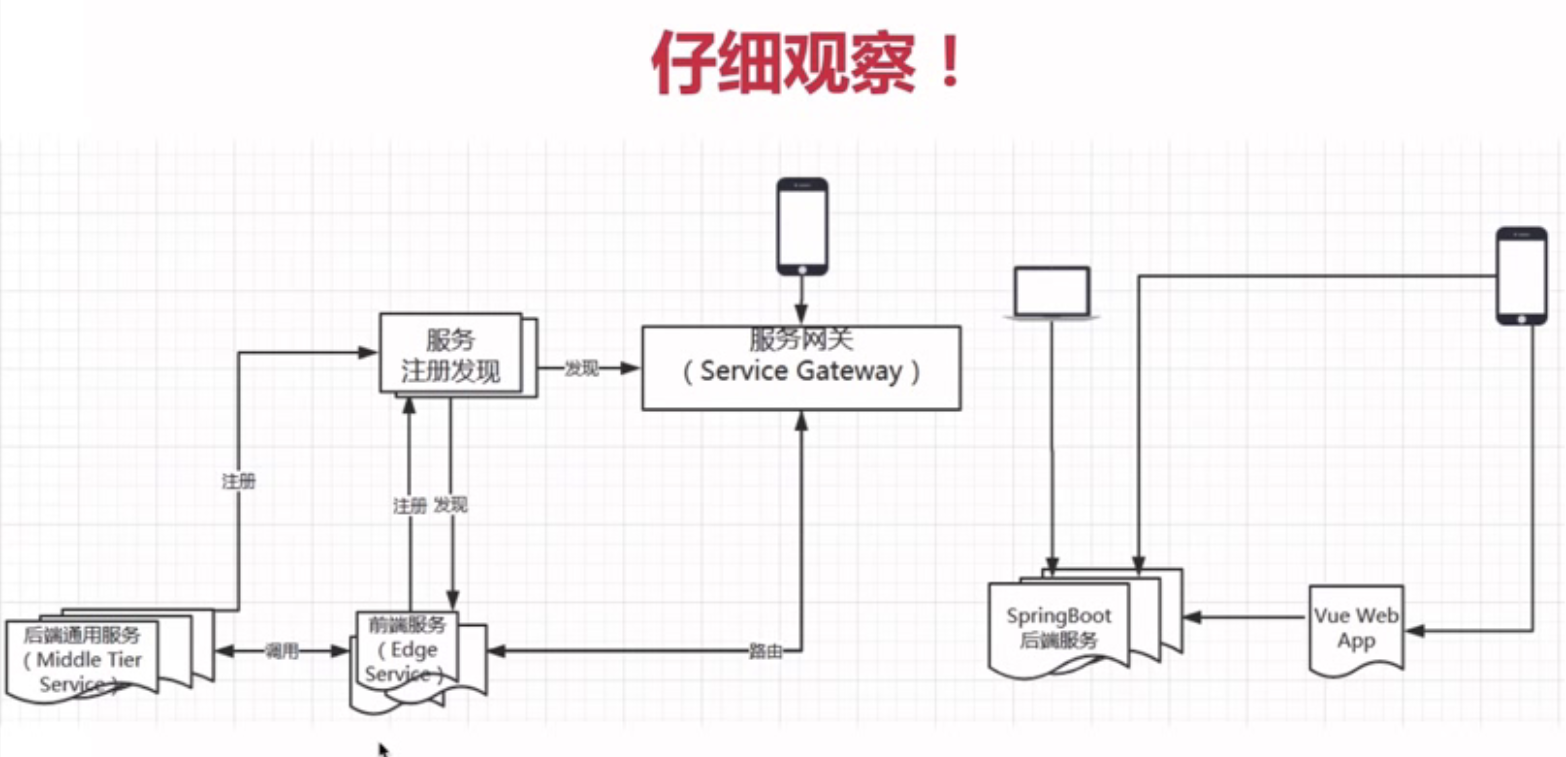 仔细观察！
服务
注册发现
发现
服务网关
（Service Gateway）
注册
注册
发现
后端通用服务
（Middle Tier
Service）
调用
前端服务
（Edge
Service）
路由
SpringBoot
后端服务
Vue Web
App